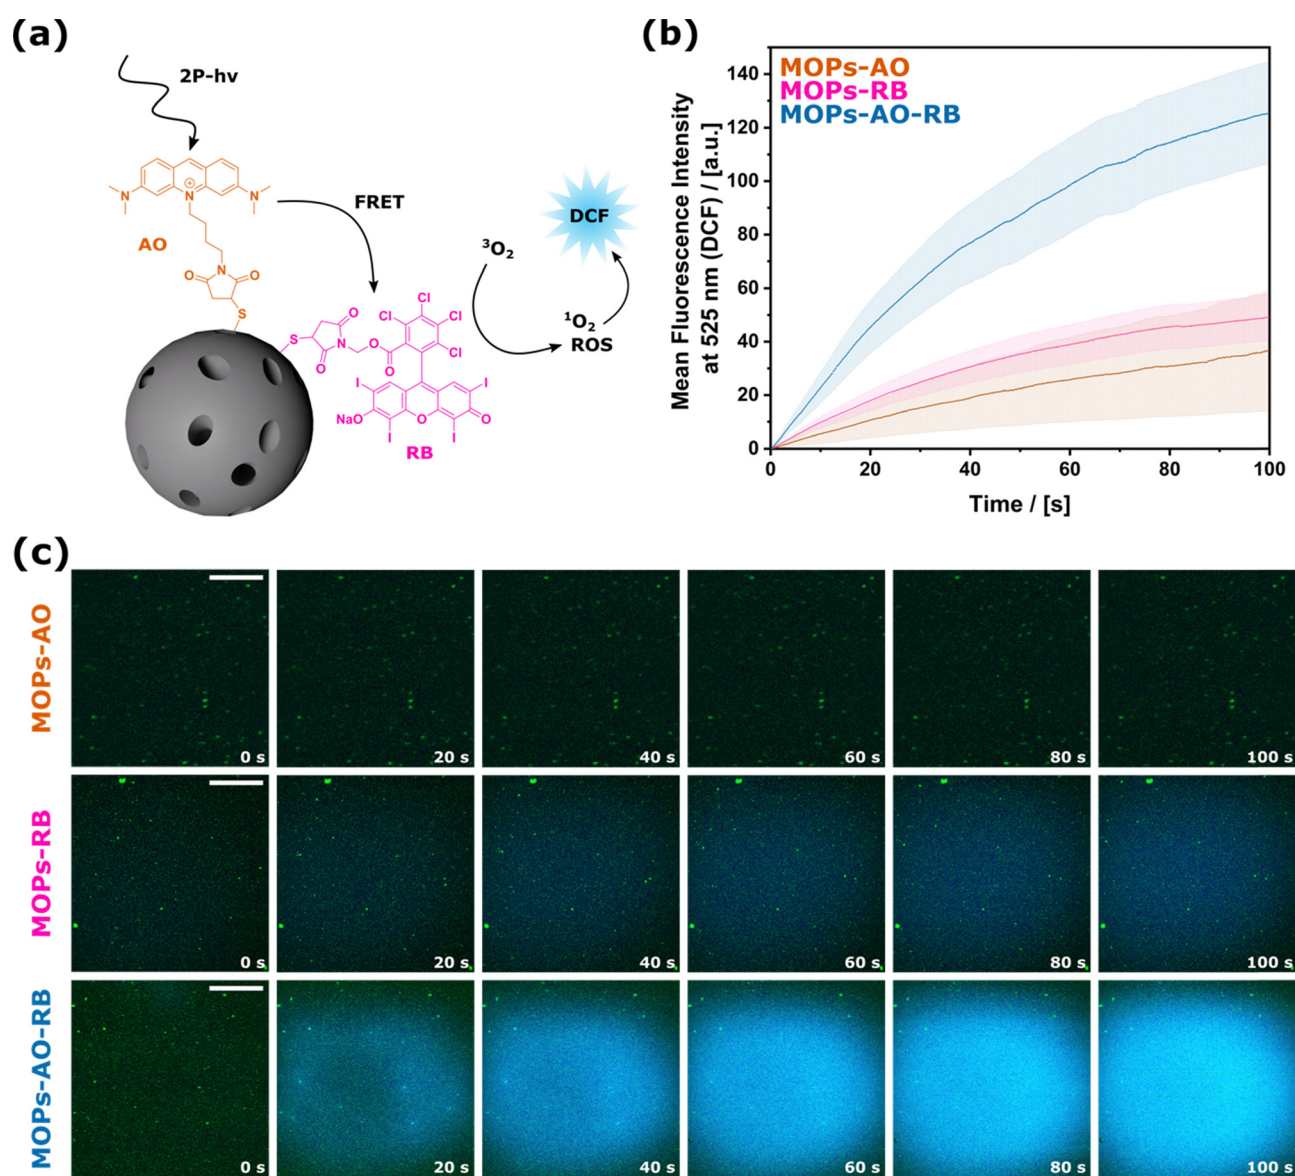 (a)
2P-hv
N
N
⊕
N
AO
FRET
DCF
³O₂
¹O₂
ROS
O
N
O
S
S
O
N
O
O
O
Cl
Cl
Cl
Cl
I
I
NaO
O
O
I
I
RB
(b)
MOPs-AO
MOPs-RB
MOPs-AO-RB
Mean Fluorescence Intensity
at 525 nm (DCF) / [a.u.]
140
120
100
80
60
40
20
0
0
20
40
60
80
100
Time / [s]
(c)
MOPs-AO
0 s
20 s
40 s
60 s
80 s
100 s
MOPs-RB
0 s
20 s
40 s
60 s
80 s
100 s
MOPs-AO-RB
0 s
20 s
40 s
60 s
80 s
100 s